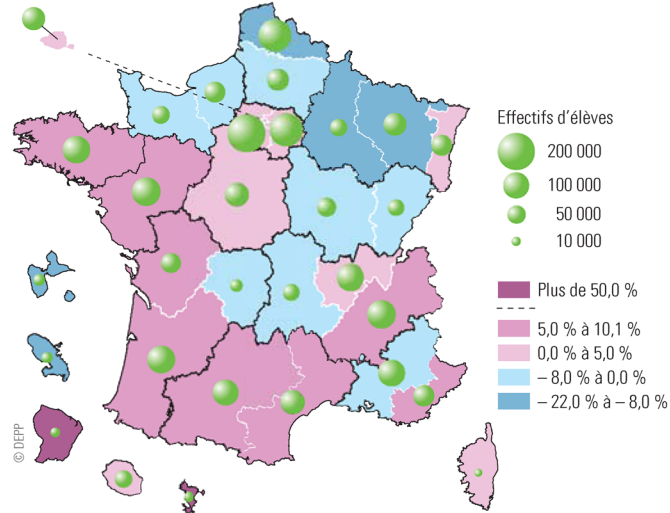 Effectifs d'élèves
200 000
100 000
50 000
10 000
Plus de 50,0 %
5,0 % à 10,1 %
0,0 % à 5,0 %
– 8,0 % à 0,0 %
– 22,0 % à – 8,0 %
© DEPP